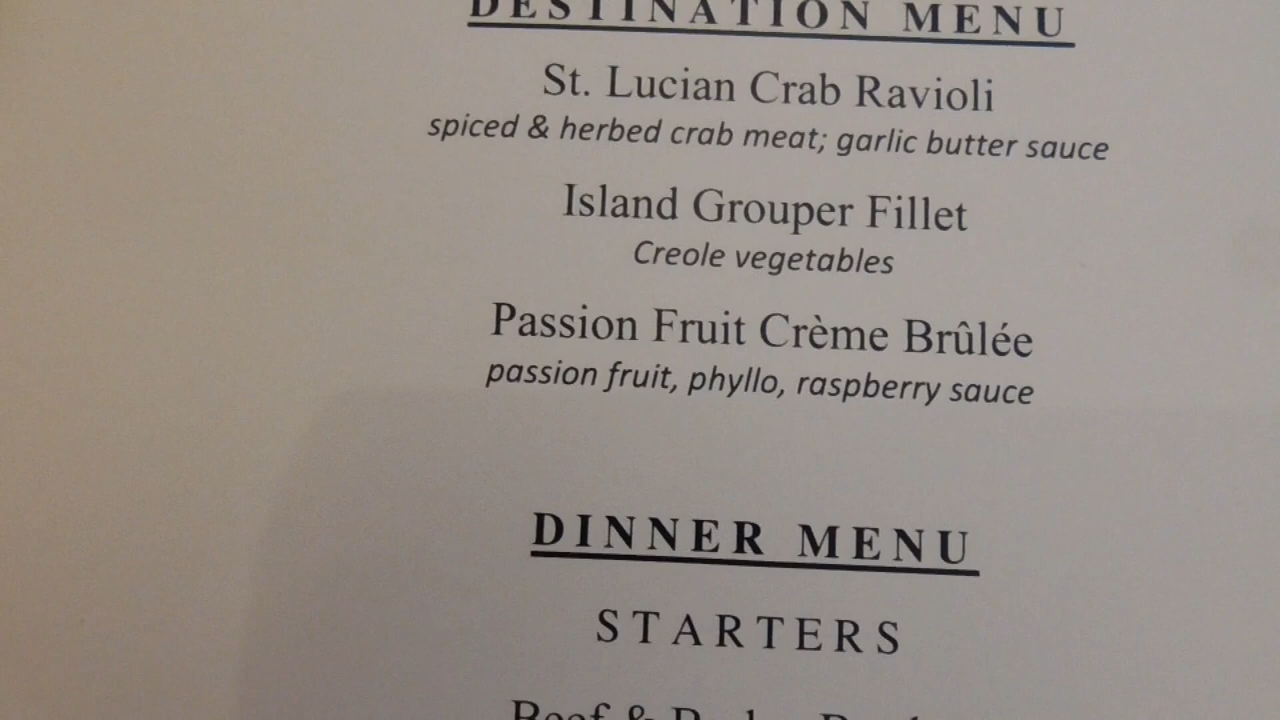 DESTINATION MENU
St. Lucian Crab Ravioli
spiced & herbed crab meat; garlic butter sauce
Island Grouper Fillet
Creole vegetables
Passion Fruit Crème Brûlée
passion fruit, phyllo, raspberry sauce
DINNER MENU
STARTERS
Beef &